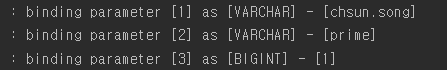 : binding parameter [1] as [VARCHAR] - [chsun.song]
: binding parameter [2] as [VARCHAR] - [prime]
: binding parameter [3] as [BIGINT] - [1]